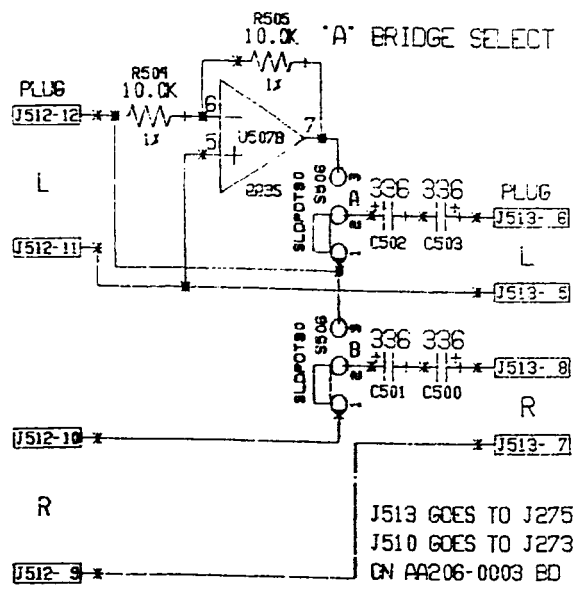 R505
10.0K
"A" BRIDGE SELECT
R504
10.0K
PLUG
J512-12
1%
1%
6
7
5
U507B
2235
L
3
S506
SLDPDT90
A
2
1
336 336
PLUG
J513- 6
C502 C503
L
J512-11
J513- 5
3
S506
SLDPDT90
B
2
1
336 336
J513- 8
C501 C500
R
J512-10
J513- 7
R
J513 GOES TO J275
J510 GOES TO J273
ON AA206-0003 BD
J512- 9